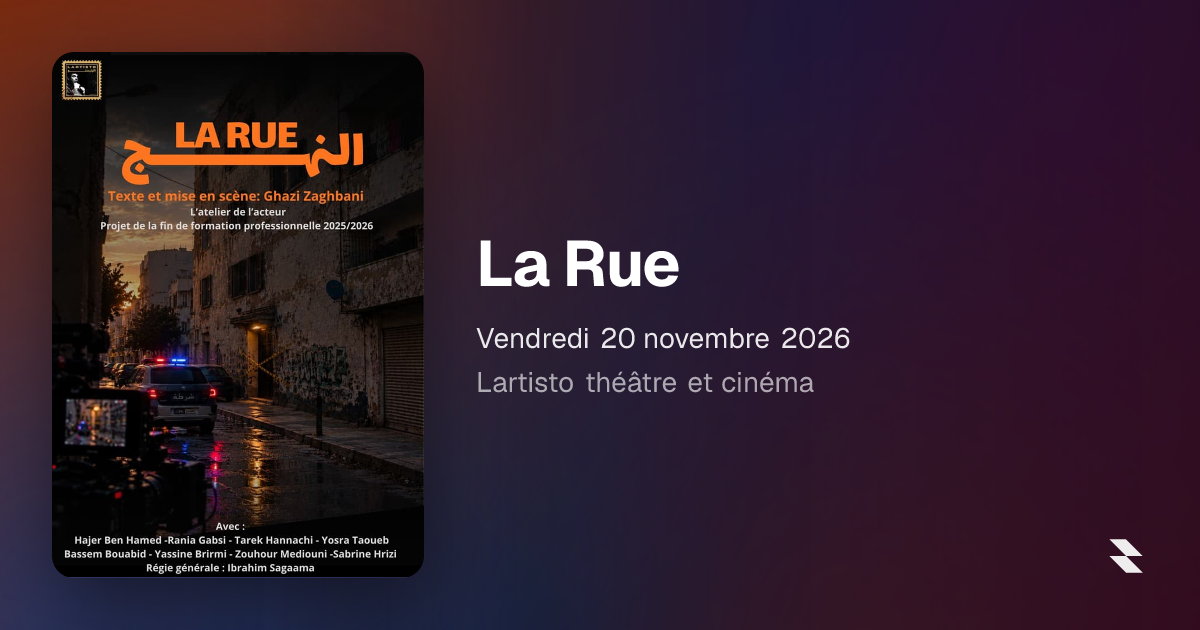 LARTISTO
LA RUE
النهج
Texte et mise en scène: Ghazi Zaghbani
L'atelier de l'acteur
Projet de la fin de formation professionnelle 2025/2026
شرطة
Avec :
Hajer Ben Hamed -Rania Gabsi - Tarek Hannachi - Yosra Taoueb
Bassem Bouabid - Yassine Brirmi - Zouhour Mediouni -Sabrine Hrizi
Régie générale : Ibrahim Sagaama
La Rue
Vendredi 20 novembre 2026
Lartisto théâtre et cinéma